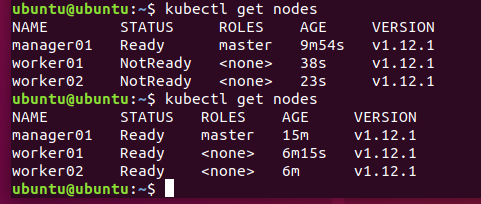 ubuntu@ubuntu:~$ kubectl get nodes
NAME STATUS ROLES AGE VERSION
manager01 Ready master 9m54s v1.12.1
worker01 NotReady <none> 38s v1.12.1
worker02 NotReady <none> 23s v1.12.1
ubuntu@ubuntu:~$ kubectl get nodes
NAME STATUS ROLES AGE VERSION
manager01 Ready master 15m v1.12.1
worker01 Ready <none> 6m15s v1.12.1
worker02 Ready <none> 6m v1.12.1
ubuntu@ubuntu:~$